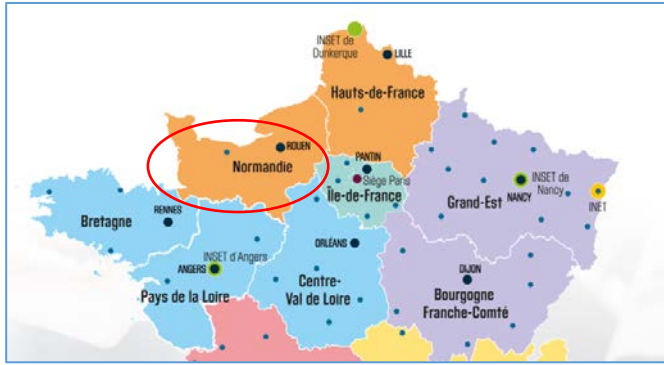 INSET de
Dunkerque
LILLE
Hauts-de-France
ROUEN
Normandie
PANTIN
Siège Paris
Île-de-France
INSET de
Nancy
NANCY
Grand-Est
INET
Bretagne
RENNES
ORLÉANS
INSET d'Angers
ANGERS
Pays de la Loire
Centre-
Val de Loire
DIJON
Bourgogne
Franche-Comté